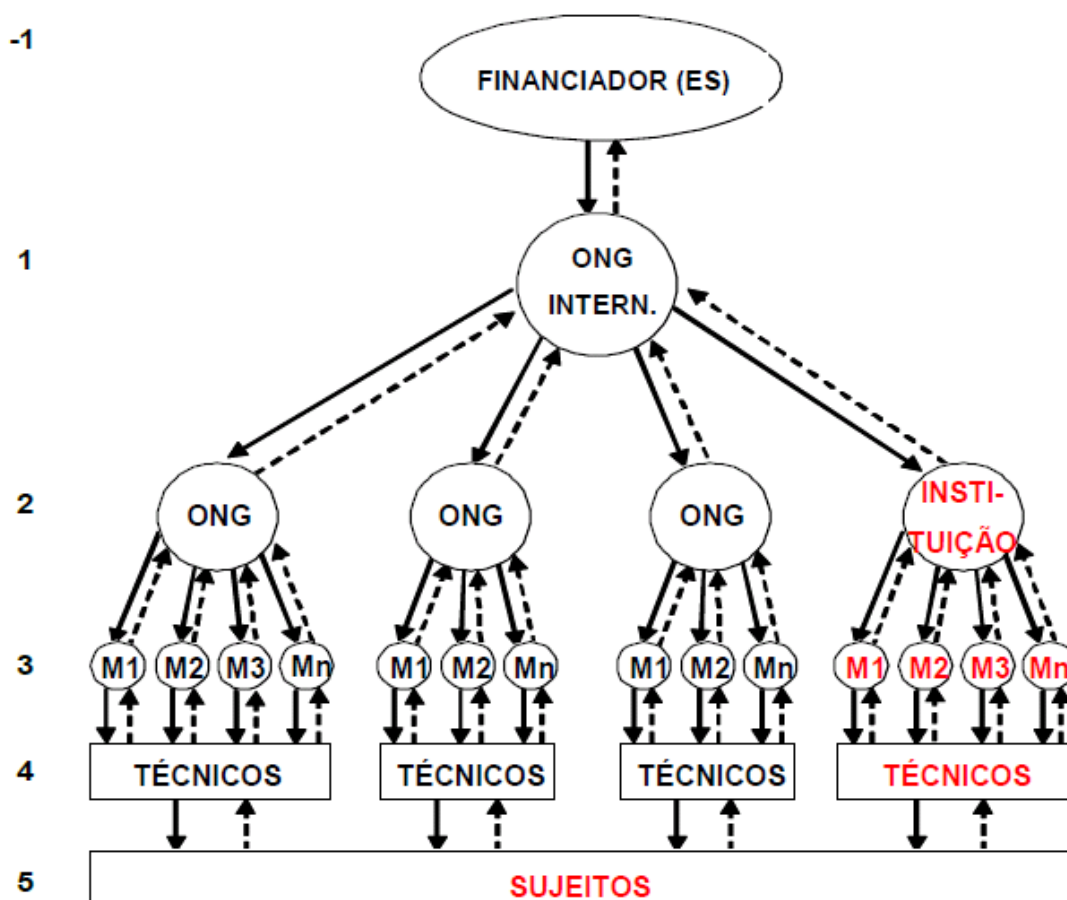 -1
FINANCIADOR (ES)
1
ONG
INTERN.
2
ONG
ONG
ONG
INSTI-
TUIÇÃO
3
M1 M2 M3 Mn
M1 M2 Mn
M1 M2 Mn
M1 M2 M3 Mn
4
TÉCNICOS
TÉCNICOS
TÉCNICOS
TÉCNICOS
5
SUJEITOS